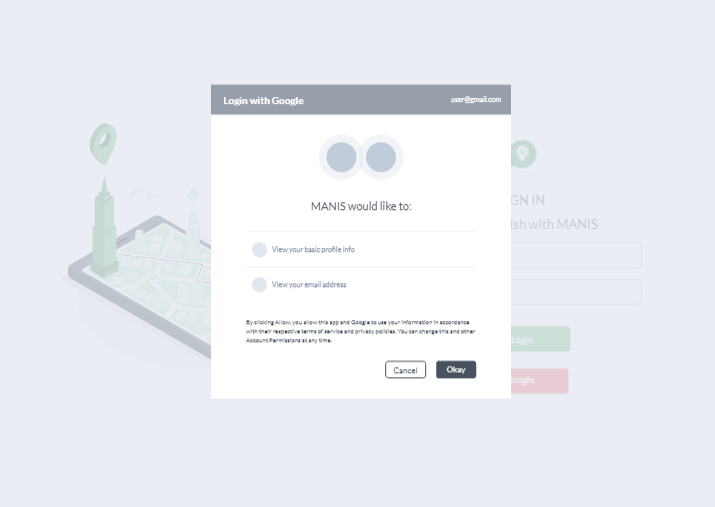 Login with Google
user@gmail.com
MANIS would like to:
View your basic profile info
View your email address
By clicking Allow, you allow this app and Google to use your information in accordance
with their respective terms of service and privacy policies. You can change this and other
Account Permissions at any time.
Cancel
Okay
GN IN
ish with MANIS
Login
oogle